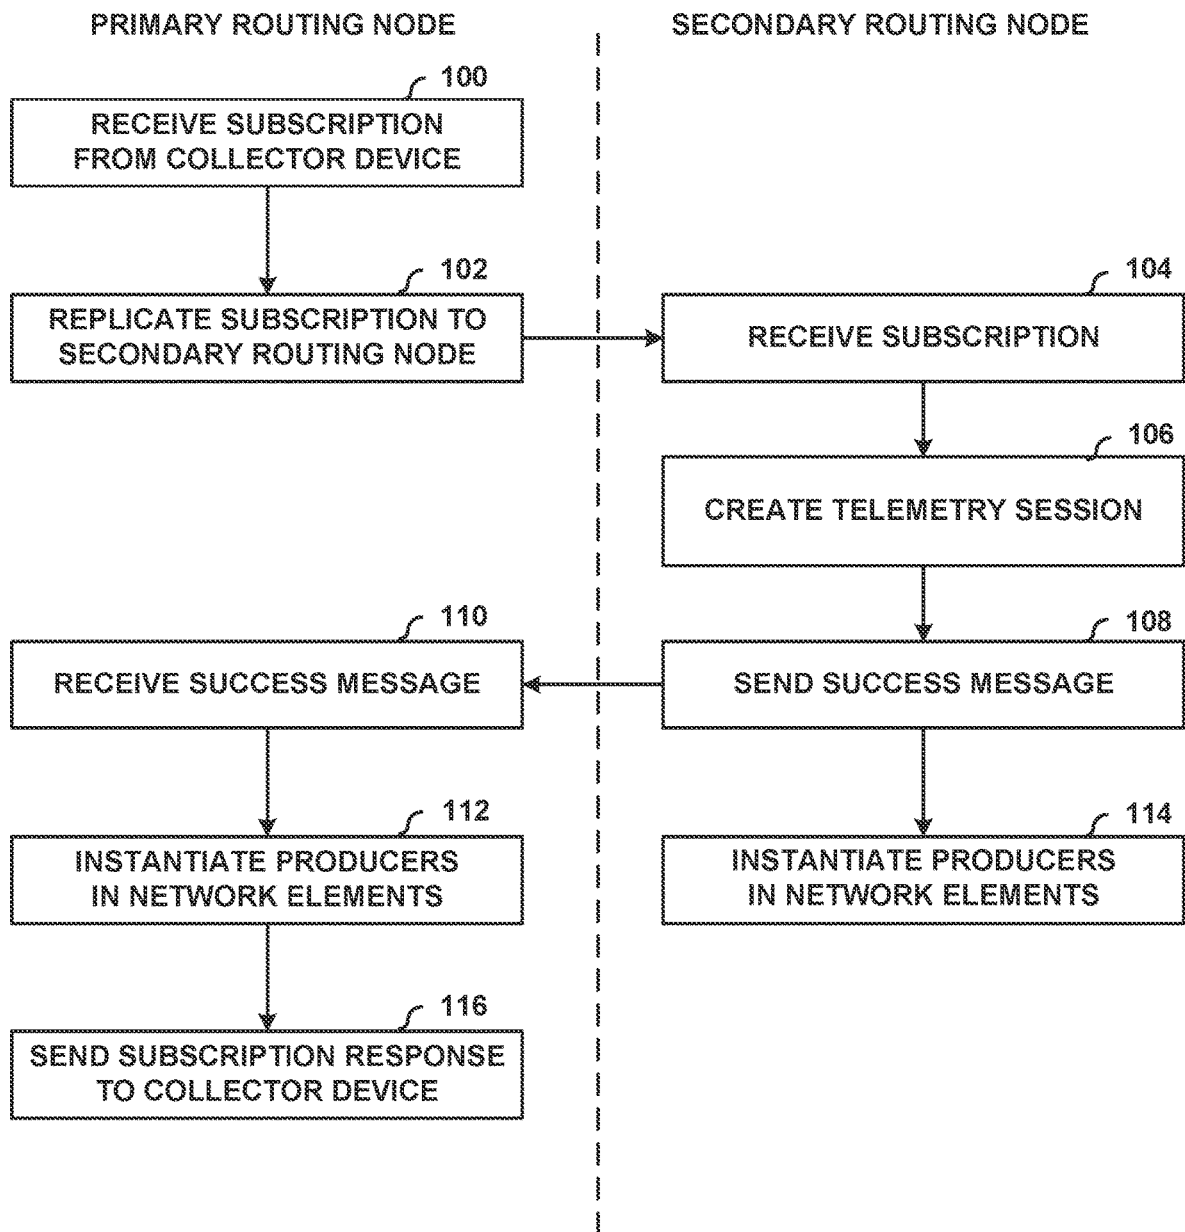 PRIMARY ROUTING NODE
SECONDARY ROUTING NODE
100
RECEIVE SUBSCRIPTION
FROM COLLECTOR DEVICE
102
REPLICATE SUBSCRIPTION TO
SECONDARY ROUTING NODE
104
RECEIVE SUBSCRIPTION
106
CREATE TELEMETRY SESSION
110
RECEIVE SUCCESS MESSAGE
108
SEND SUCCESS MESSAGE
112
INSTANTIATE PRODUCERS
IN NETWORK ELEMENTS
114
INSTANTIATE PRODUCERS
IN NETWORK ELEMENTS
116
SEND SUBSCRIPTION RESPONSE
TO COLLECTOR DEVICE